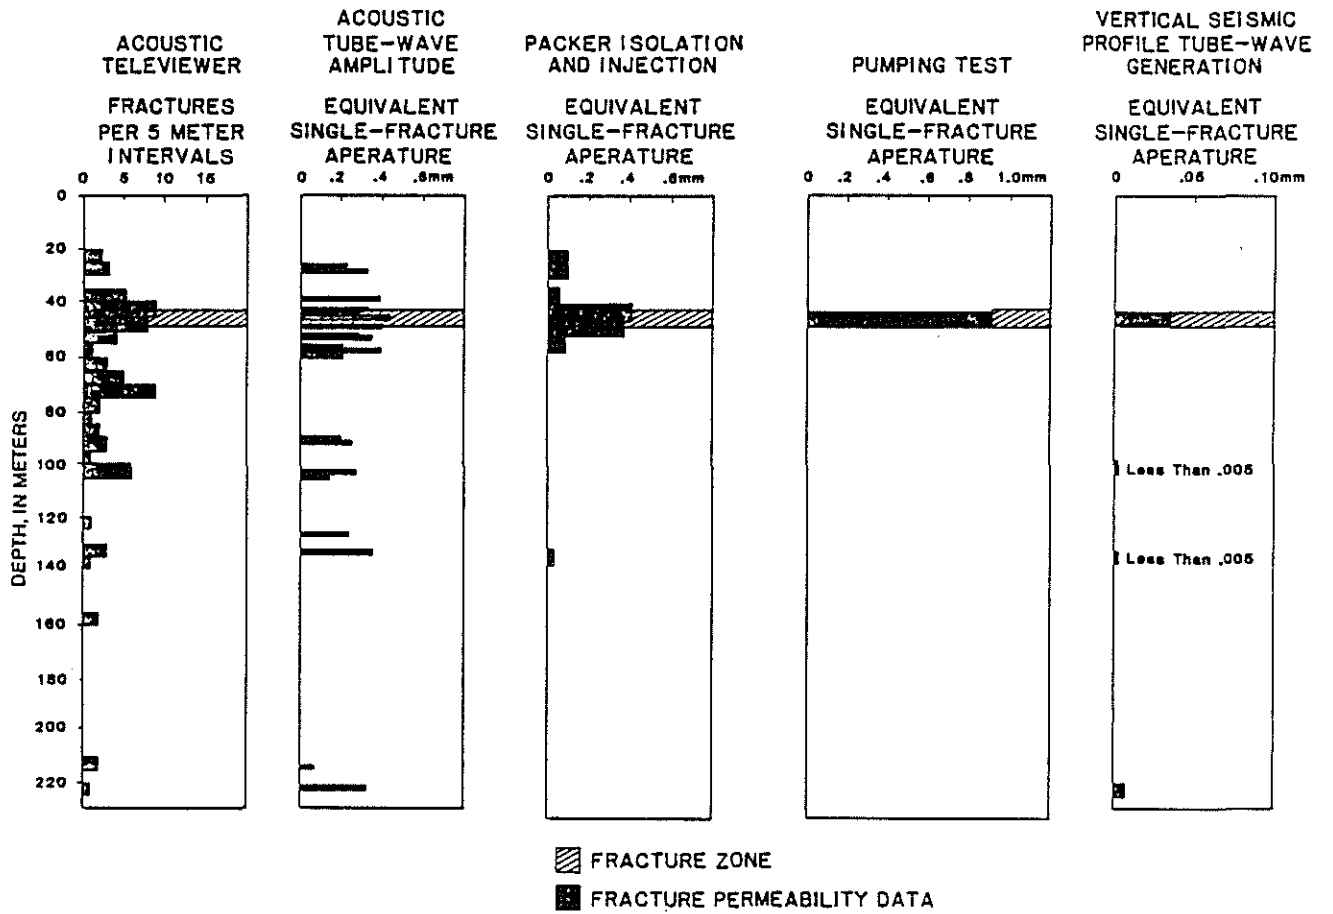 ACOUSTIC
TELEVIEWER
FRACTURES
PER 5 METER
INTERVALS
0 5 10 15
ACOUSTIC
TUBE-WAVE
AMPLITUDE
EQUIVALENT
SINGLE-FRACTURE
APERATURE
0 .2 .4 .6mm
PACKER ISOLATION
AND INJECTION
EQUIVALENT
SINGLE-FRACTURE
APERATURE
0 .2 .4 .6mm
PUMPING TEST
EQUIVALENT
SINGLE-FRACTURE
APERATURE
0 .2 .4 .6 .8 1.0mm
VERTICAL SEISMIC
PROFILE TUBE-WAVE
GENERATION
EQUIVALENT
SINGLE-FRACTURE
APERATURE
0 .05 .10mm
DEPTH, IN METERS
0
20
40
60
80
100
120
140
160
180
200
220
Less Than .005
Less Than .005
FRACTURE ZONE
FRACTURE PERMEABILITY DATA